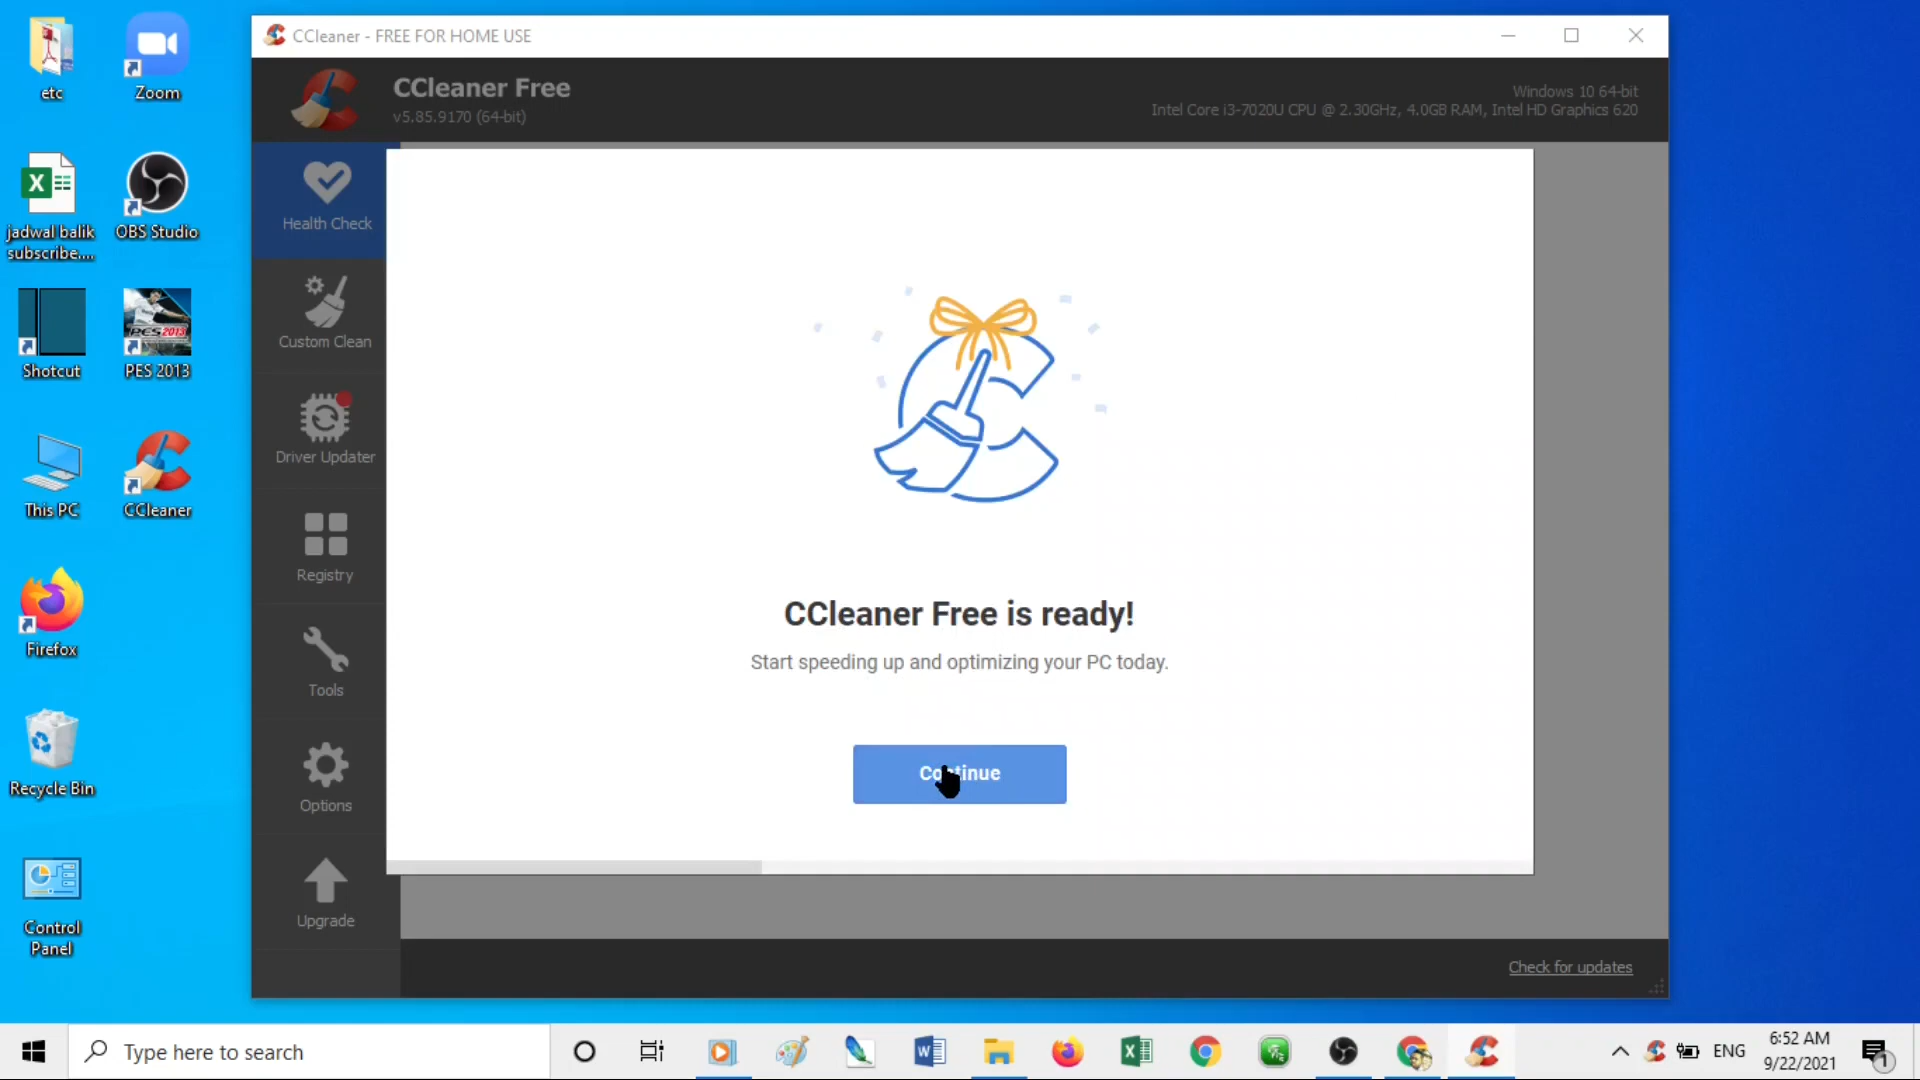 etc
Zoom
jadwal balik
subscribe....
OBS Studio
Shotcut
PES 2013
PES 2013
This PC
CCleaner
Firefox
Recycle Bin
Control
Panel
CCleaner - FREE FOR HOME USE
CCleaner Free
v5.85.9170 (64-bit)
Windows 10 64-bit
Intel Core i3-7020U CPU @ 2.30GHz, 4.0GB RAM, Intel HD Graphics 620
Health Check
Custom Clean
Driver Updater
Registry
Tools
Options
Upgrade
CCleaner Free is ready!
Start speeding up and optimizing your PC today.
Continue
Check for updates
Type here to search
ENG
6:52 AM
9/22/2021
1